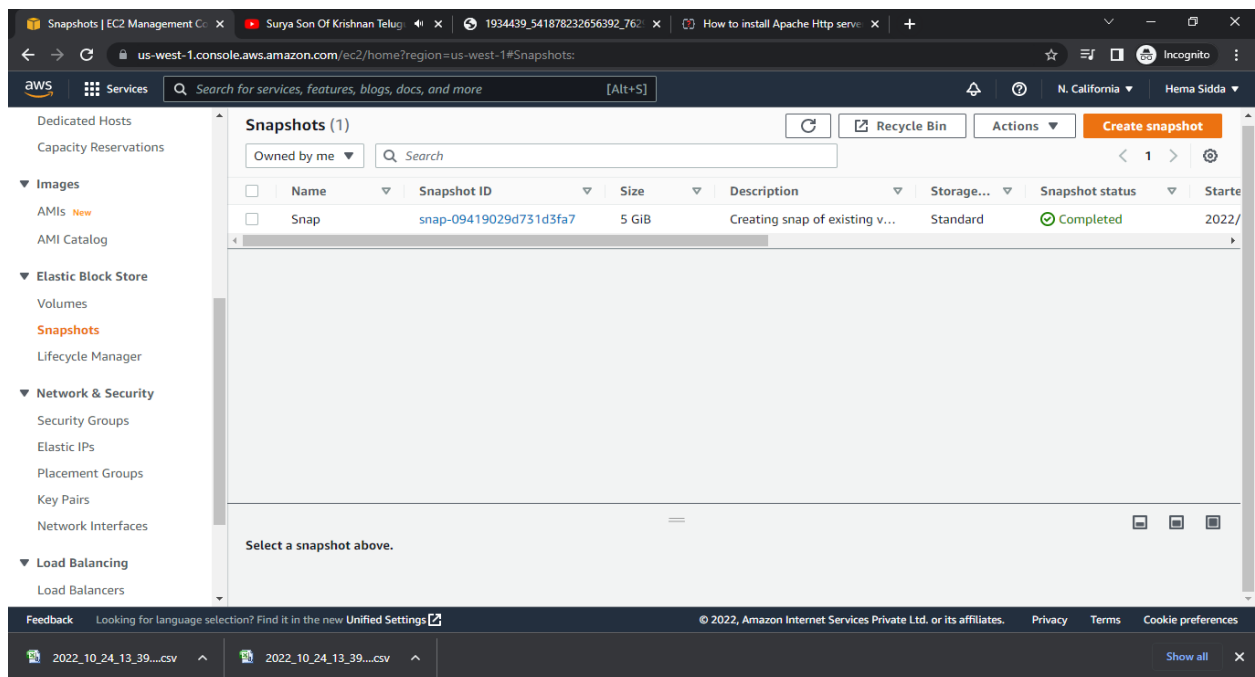 Snapshots | EC2 Management Co
Surya Son Of Krishnan Telug
1934439_541878232656392_762
How to install Apache Http serve
us-west-1.console.aws.amazon.com/ec2/home?region=us-west-1#Snapshots:
Incognito
aws
Services
Search for services, features, blogs, docs, and more
[Alt+S]
N. California
Hema Sidda
Dedicated Hosts
Capacity Reservations
Images
AMIs New
AMI Catalog
Elastic Block Store
Volumes
Snapshots
Lifecycle Manager
Network & Security
Security Groups
Elastic IPs
Placement Groups
Key Pairs
Network Interfaces
Load Balancing
Load Balancers
Snapshots (1)
Recycle Bin
Actions
Create snapshot
Owned by me
Search
1
Name Snapshot ID Size Description Storage... Snapshot status Starte
Snap snap-09419029d731d3fa7 5 GiB Creating snap of existing v... Standard Completed 2022/
Select a snapshot above.
Feedback Looking for language selection? Find it in the new Unified Settings
© 2022, Amazon Internet Services Private Ltd. or its affiliates. Privacy Terms Cookie preferences
2022_10_24_13_39....csv
2022_10_24_13_39....csv
Show all